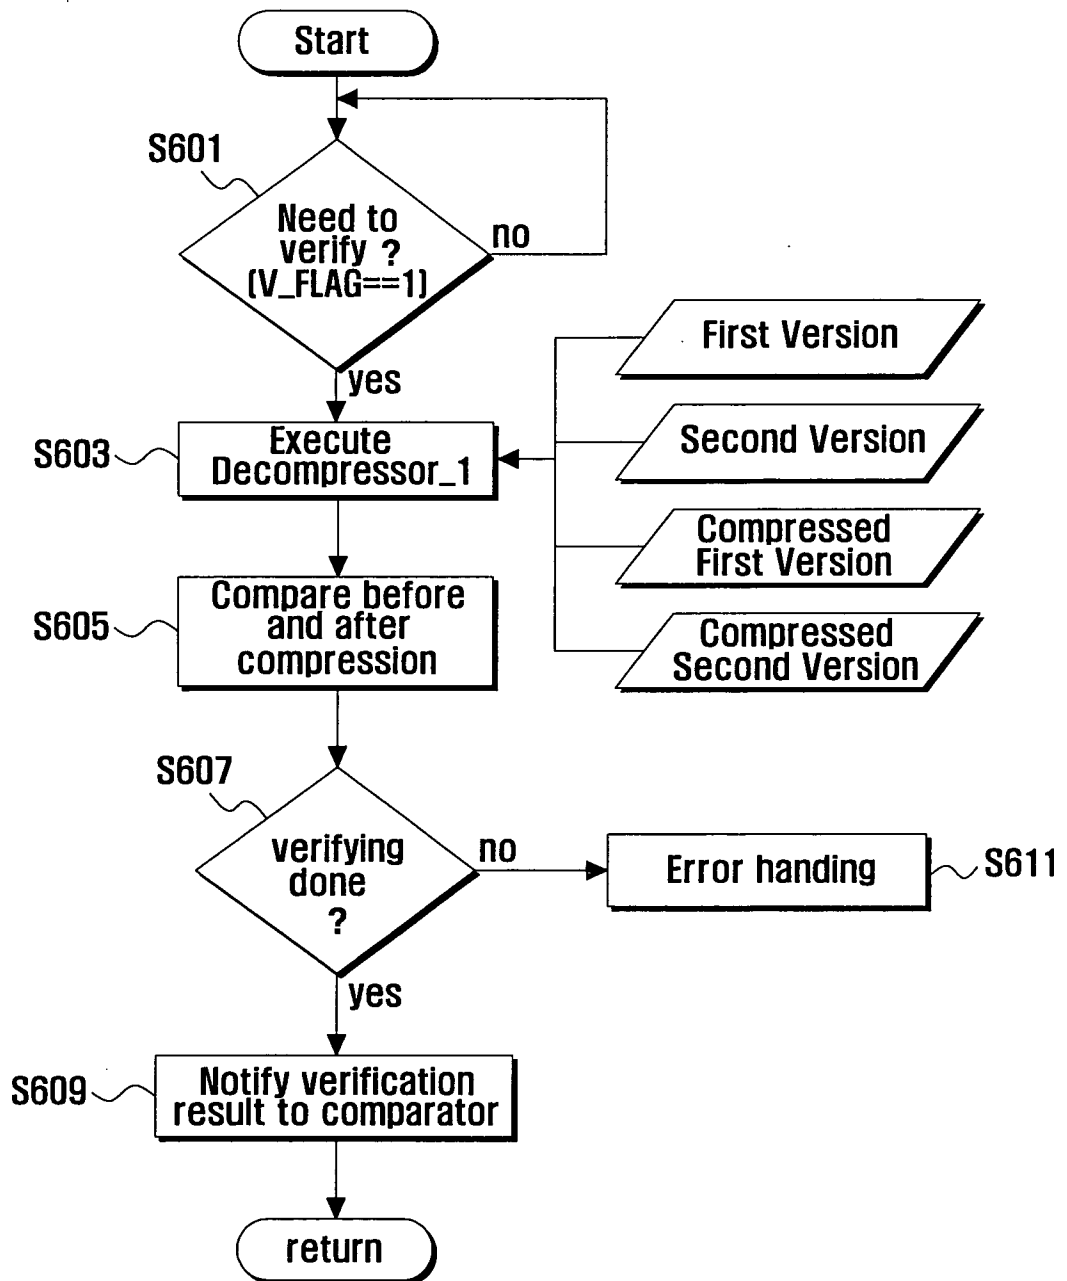 Start
S601
Need to
verify ?
(V_FLAG==1)
no
yes
First Version
Second Version
Compressed
First Version
Compressed
Second Version
S603
Execute
Decompressor_1
S605
Compare before
and after
compression
S607
verifying
done
?
no
Error handing
S611
yes
S609
Notify verification
result to comparator
return